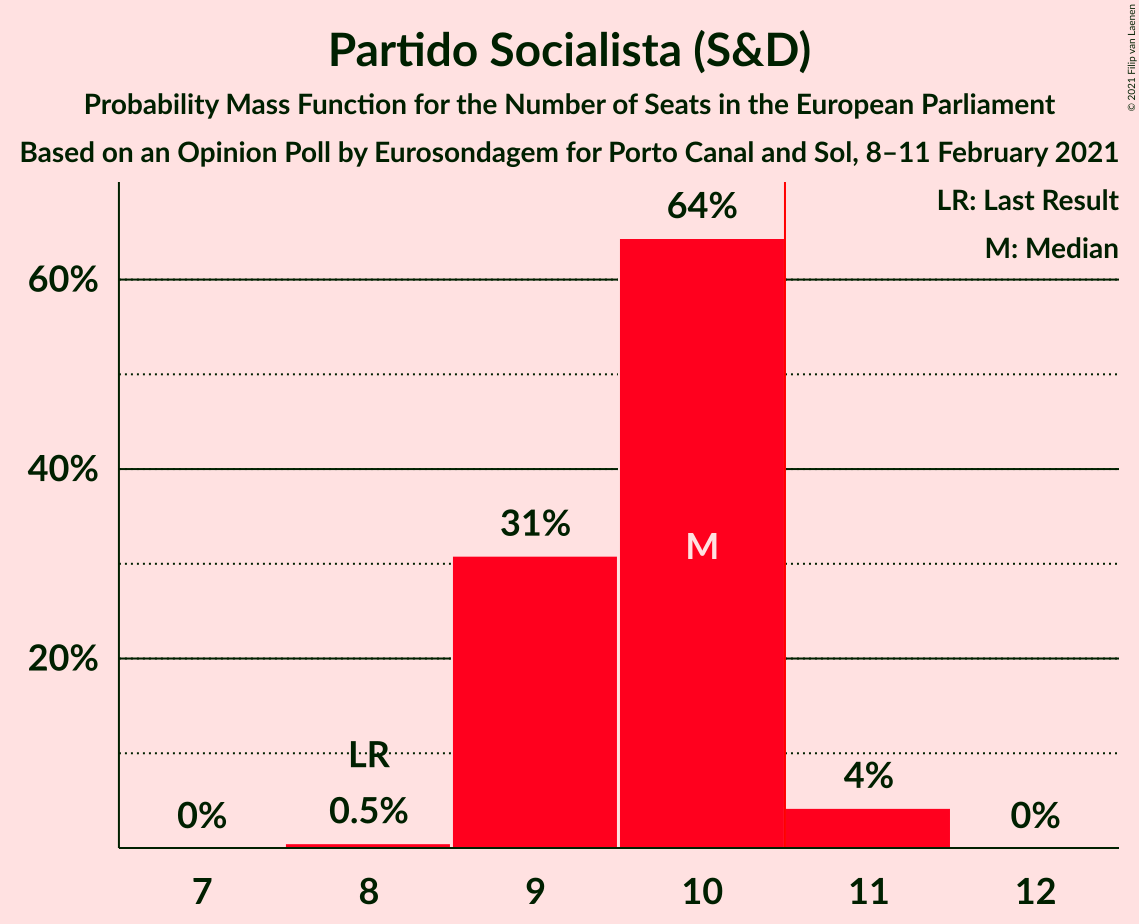 Partido Socialista (S&D)
Probability Mass Function for the Number of Seats in the European Parliament
Based on an Opinion Poll by Eurosondagem for Porto Canal and Sol, 8–11 February 2021
© 2021 Filip van Laenen
LR: Last Result
M: Median
60%
40%
20%
0%
LR
0.5%
31%
64%
M
4%
0%
7 8 9 10 11 12